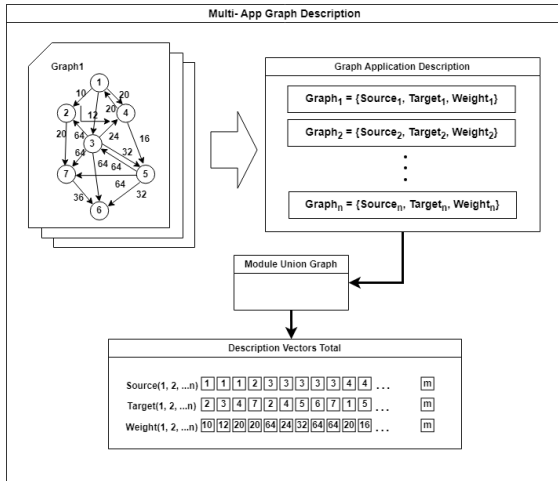 Multi- App Graph Description
Graph1
1
10
20
2
20
4
12
20
64
24
16
3
64
32
7
64
64
5
64
36
32
6
Graph Application Description
Graph1 = {Source1, Target1, Weight1}
Graph2 = {Source2, Target2, Weight2}
Graphn = {Sourcen, Targetn, Weightn}
Module Union Graph
Description Vectors Total
Source(1, 2, ...n) 1 1 1 2 3 3 3 3 3 4 4 ... m
Target(1, 2, ...n) 2 3 4 7 2 4 5 6 7 1 5 ... m
Weight(1, 2, ...n) 10 12 20 20 64 24 32 64 64 20 16 ... m